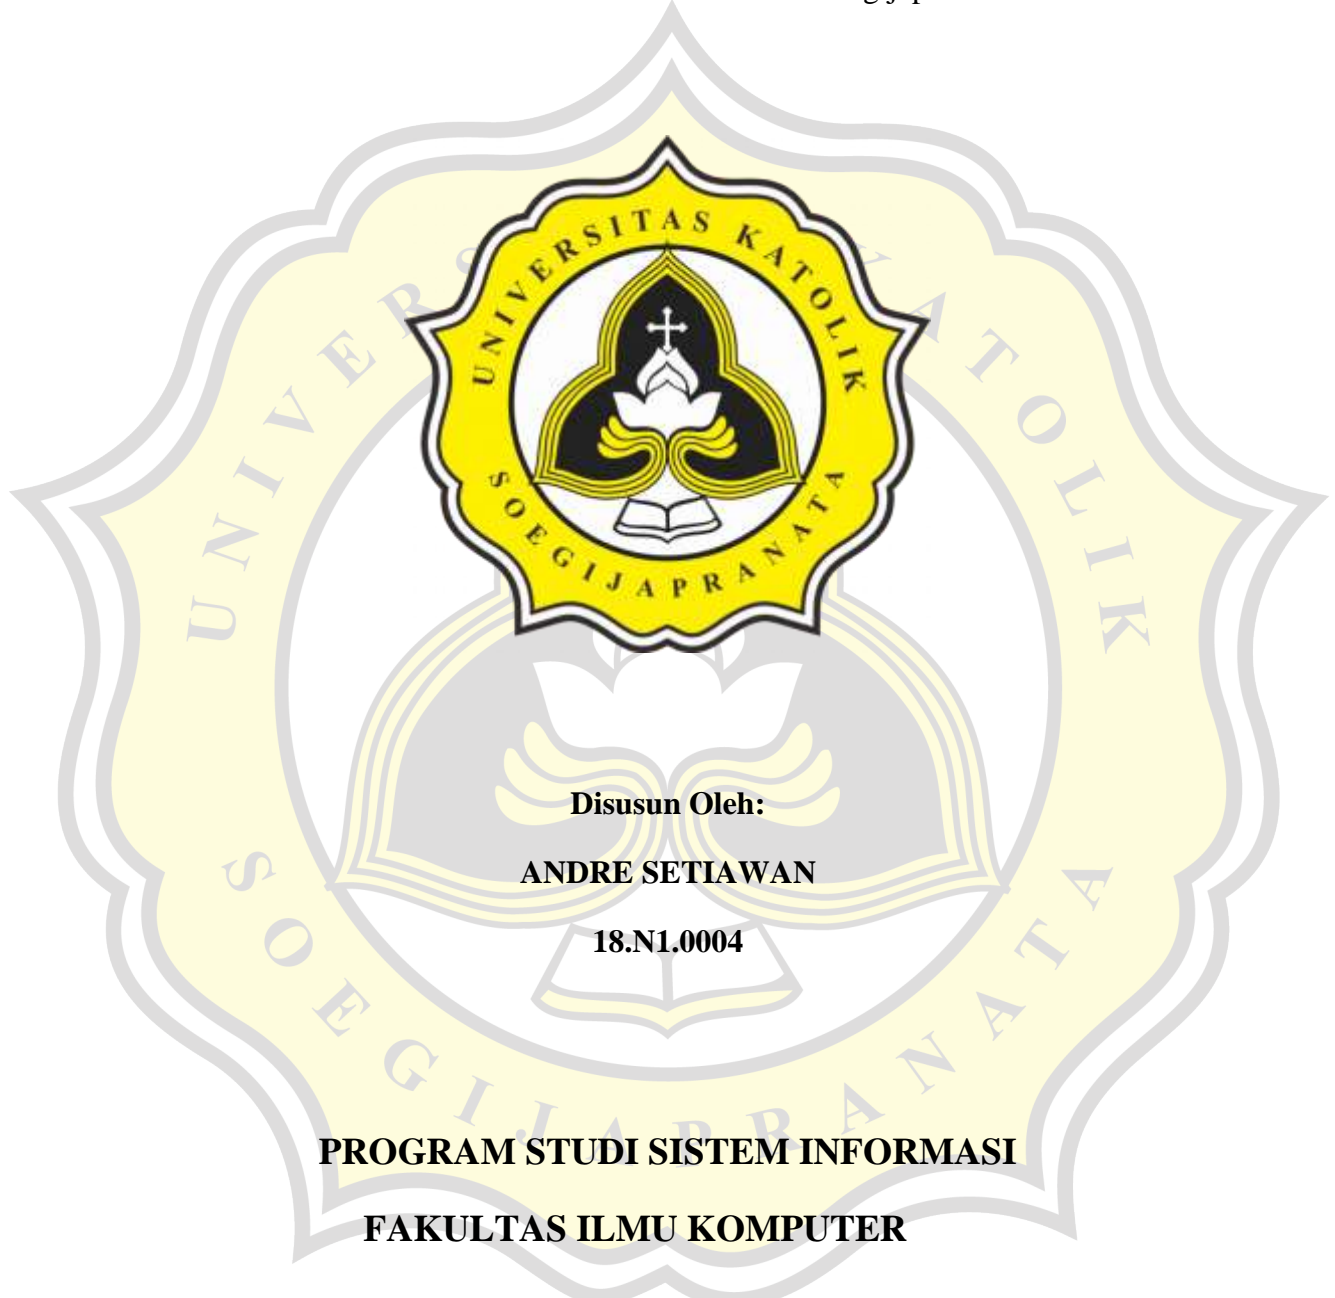 UNIVERSITAS KATOLIK
SOEGIJAPRANATA
Disusun Oleh:
ANDRE SETIAWAN
18.N1.0004
PROGRAM STUDI SISTEM INFORMASI
FAKULTAS ILMU KOMPUTER